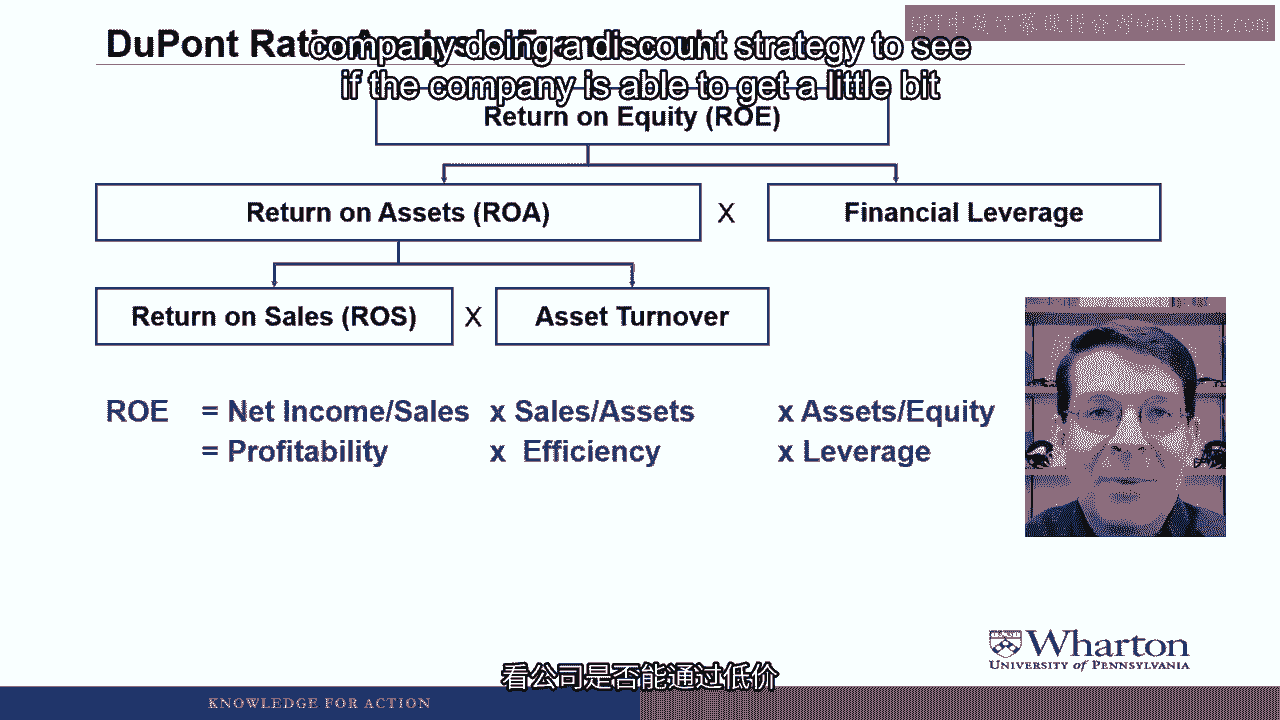 DuPont Ratio
company doing a discount strategy to see
if the company is able to get a little bit
Return on Equity (ROE)
Return on Assets (ROA) X Financial Leverage
Return on Sales (ROS) X Asset Turnover
ROE = Net Income/Sales x Sales/Assets x Assets/Equity
= Profitability x Efficiency x Leverage
Wharton
UNIVERSITY of PENNSYLVANIA
看公司是否能通过低价
KNOWLEDGE FOR ACTION